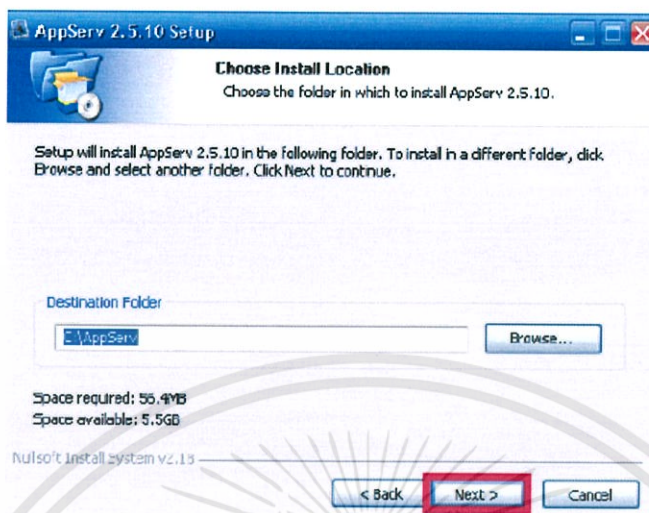 AppServ 2.5.10 Setup
Choose Install Location
Choose the folder in which to install AppServ 2.5.10.
Setup will install AppServ 2.5.10 in the following folder. To install in a different folder, click
Browse and select another folder. Click Next to continue.
Destination Folder
C:\AppServ
Browse...
Space required: 56.4MB
Space available: 5.5GB
Nullsoft Install System v2.18
< Back
Next >
Cancel